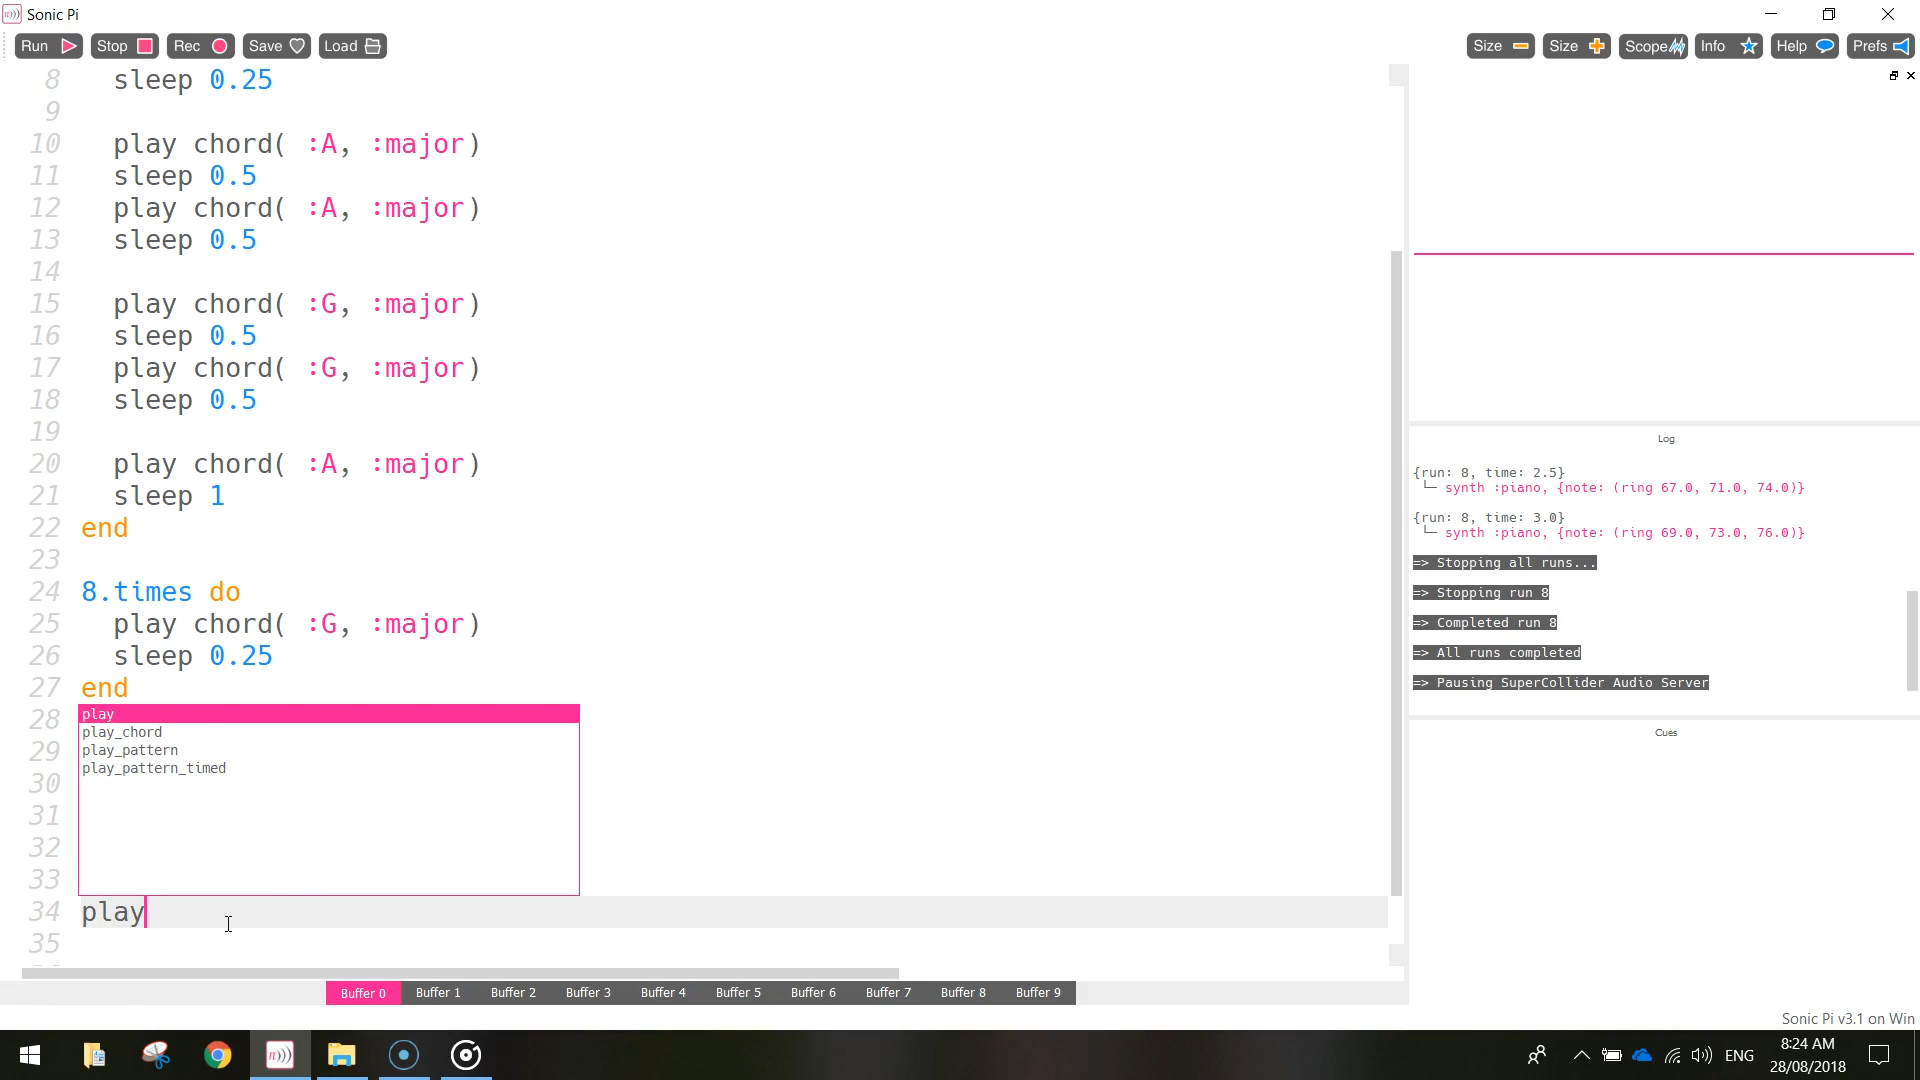 Sonic Pi
Run Stop Rec Save Load Size Size Scope Info Help Prefs
8 sleep 0.25
9
10 play chord( :A, :major)
11 sleep 0.5
12 play chord( :A, :major)
13 sleep 0.5
14
15 play chord( :G, :major)
16 sleep 0.5
17 play chord( :G, :major)
18 sleep 0.5
19
20 play chord( :A, :major)
21 sleep 1
22 end
23
24 8.times do
25 play chord( :G, :major)
26 sleep 0.25
27 end
28
29
30
31
32
33
play
play_chord
play_pattern
play_pattern_timed
34 play
35
Log
{run: 8, time: 2.5}
└─ synth :piano, {note: (ring 67.0, 71.0, 74.0)}
{run: 8, time: 3.0}
└─ synth :piano, {note: (ring 69.0, 73.0, 76.0)}
=> Stopping all runs...
=> Stopping run 8
=> Completed run 8
=> All runs completed
=> Pausing SuperCollider Audio Server
Cues
Buffer 0 Buffer 1 Buffer 2 Buffer 3 Buffer 4 Buffer 5 Buffer 6 Buffer 7 Buffer 8 Buffer 9
Sonic Pi v3.1 on Win
ENG
8:24 AM
28/08/2018